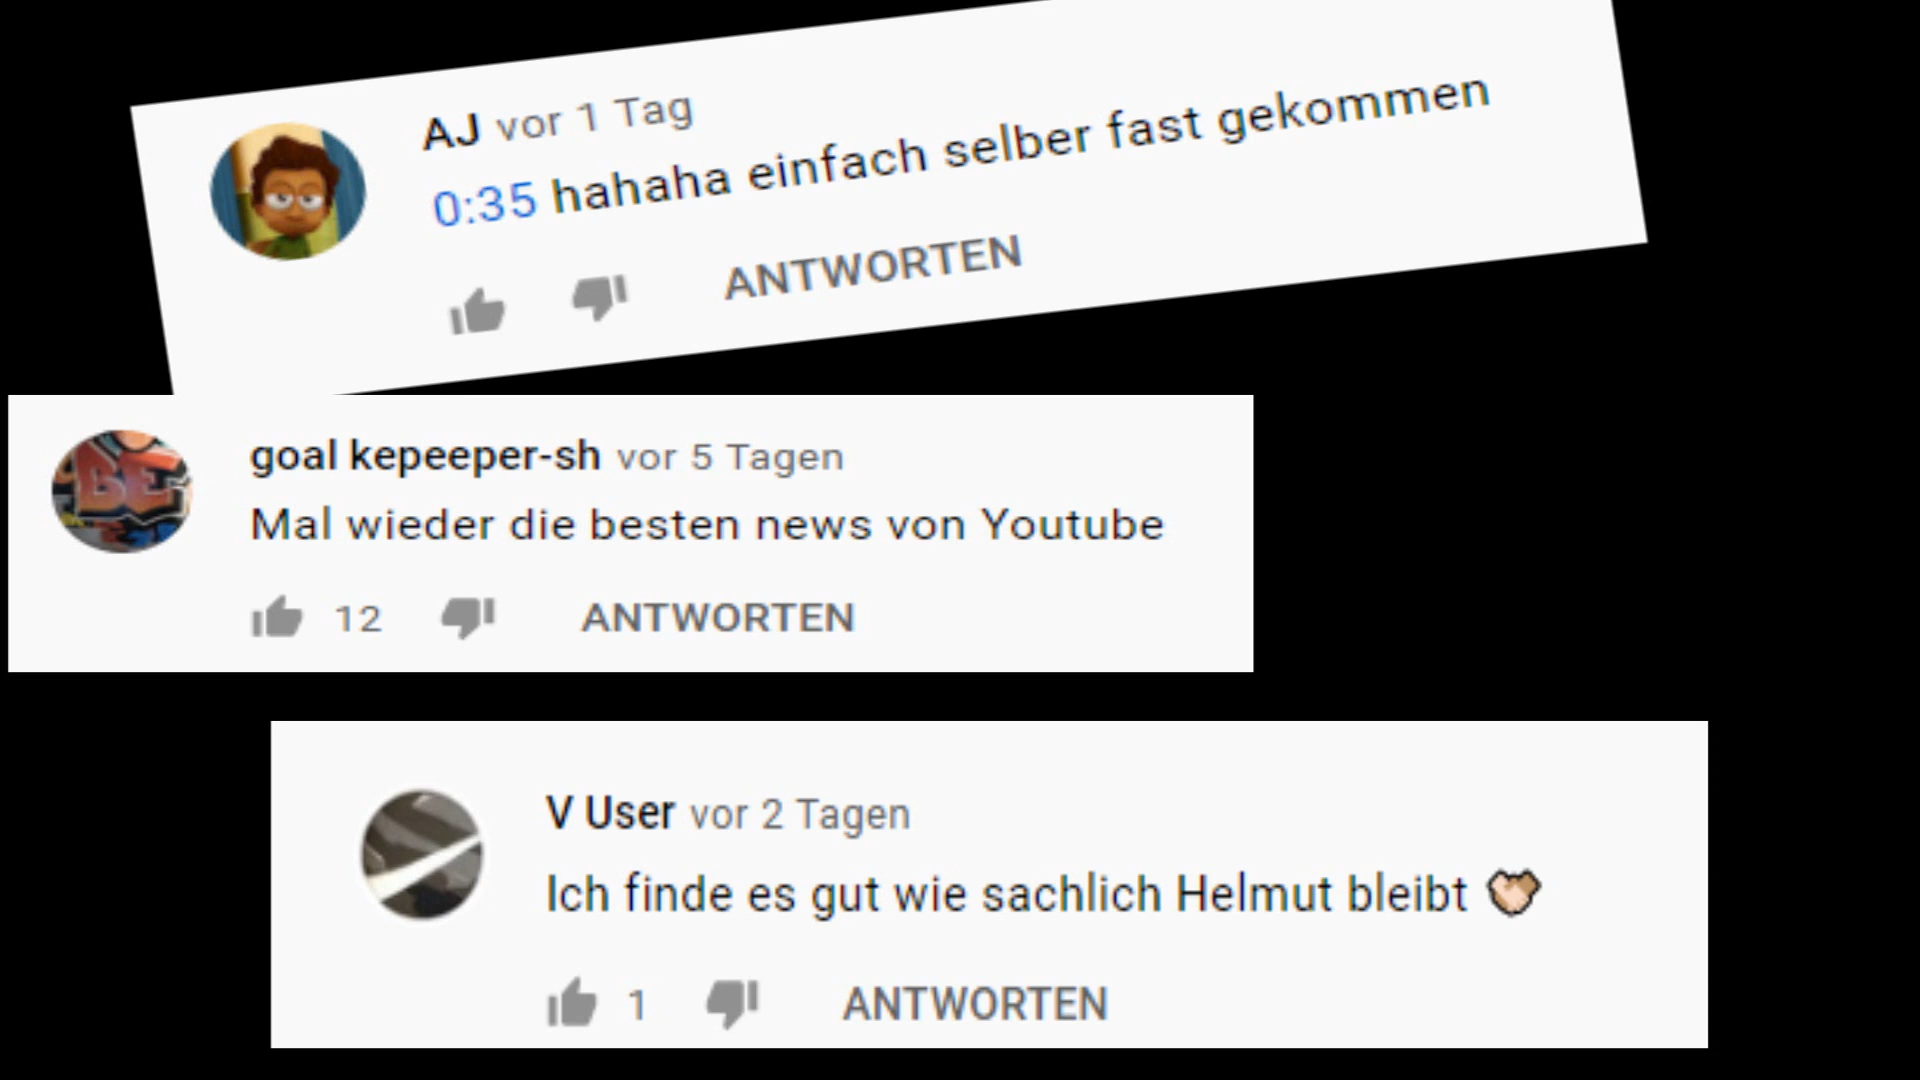 AJ vor 1 Tag
0:35 hahaha einfach selber fast gekommen
ANTWORTEN
BE
goal kepeeper-sh vor 5 Tagen
Mal wieder die besten news von Youtube
12 ANTWORTEN
V User vor 2 Tagen
Ich finde es gut wie sachlich Helmut bleibt
1 ANTWORTEN